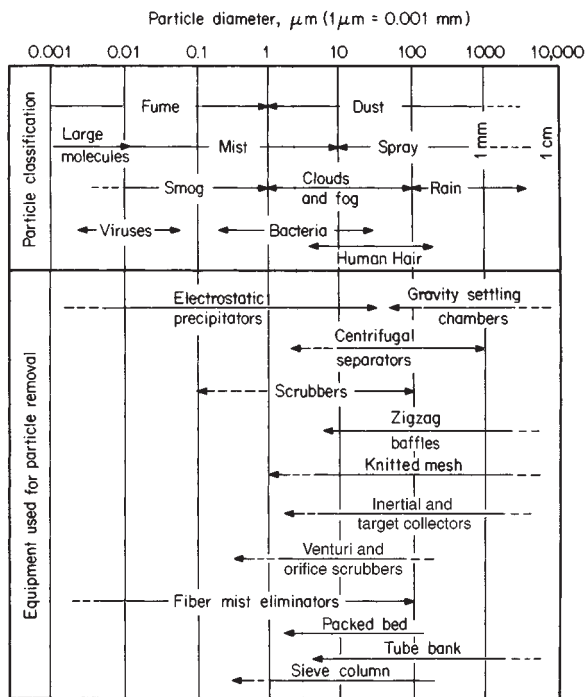 Particle diameter, μm (1μm = 0.001 mm)
0.001 0.01 0.1 1 10 100 1000 10,000
Particle classification
Fume Dust
Large
molecules
Mist Spray
1 mm
1 cm
Smog
Clouds
and fog
Rain
Viruses Bacteria
Human Hair
Equipment used for particle removal
Electrostatic
precipitators
Gravity settling
chambers
Centrifugal
separators
Scrubbers
Zigzag
baffles
Knitted mesh
Inertial and
target collectors
Venturi and
orifice scrubbers
Fiber mist eliminators
Packed bed
Tube bank
Sieve column